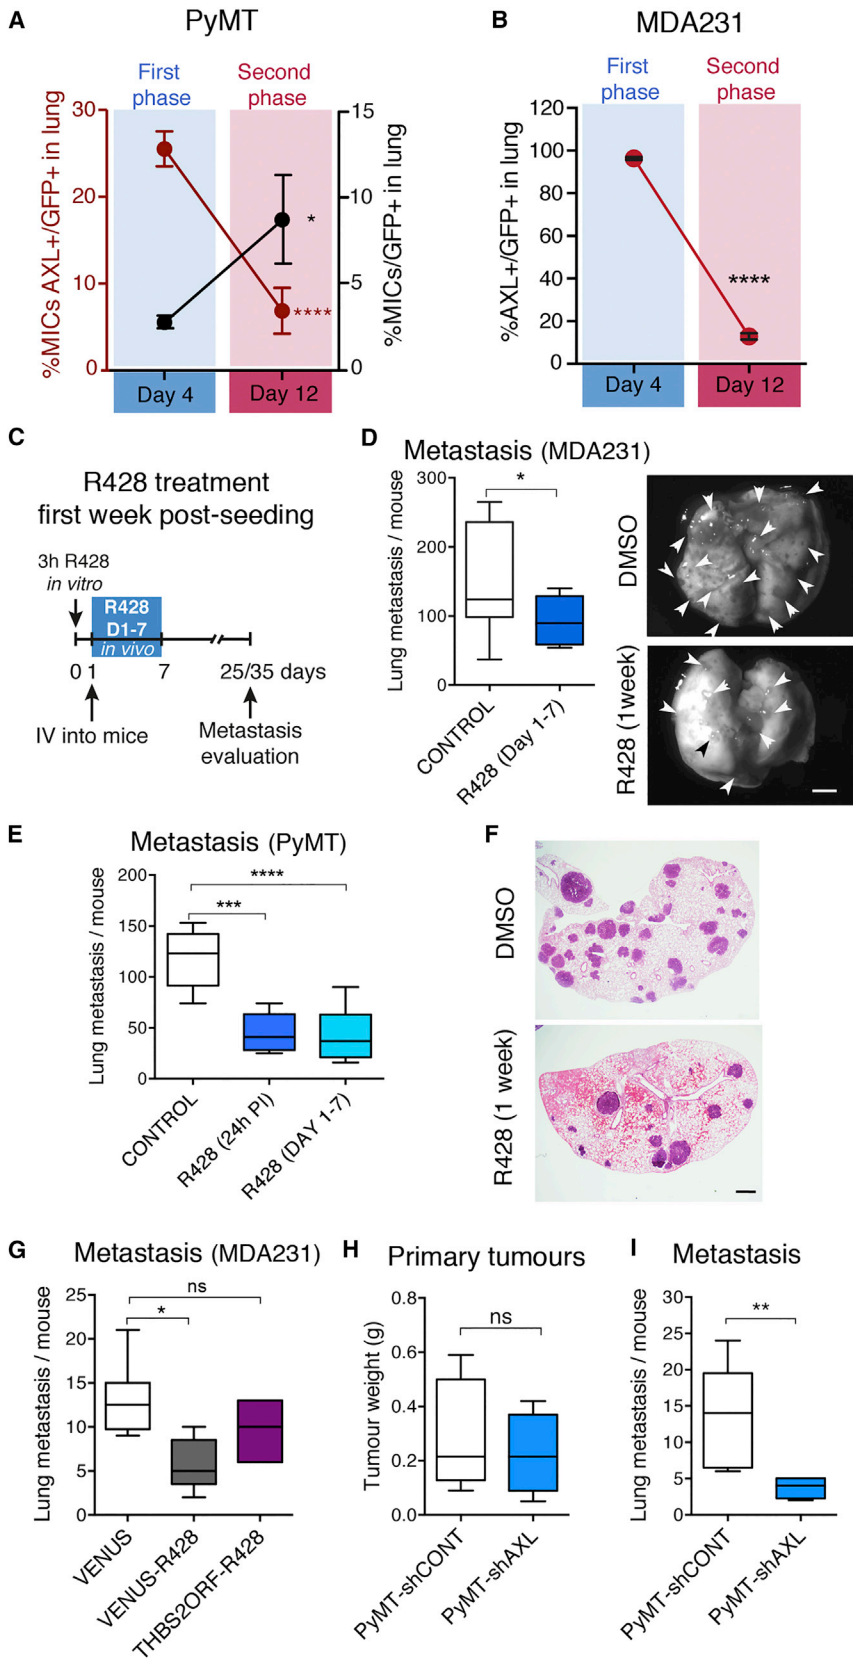 A
PyMT
First
phase
Second
phase
%MICs AXL+/GFP+ in lung
30
20
10
0
15
10
5
0
%MICs/GFP+ in lung
*
****
Day 4
Day 12
B
MDA231
First
phase
Second
phase
%AXL+/GFP+ in lung
120
100
80
60
40
20
0
****
Day 4
Day 12
C
R428 treatment
first week post-seeding
3h R428
in vitro
R428
D1-7
in vivo
0 1
7
25/35 days
IV into mice
Metastasis
evaluation
D
Metastasis (MDA231)
Lung metastasis / mouse
300
200
100
0
*
CONTROL
R428 (Day 1-7)
DMSO
R428 (1week)
E
Metastasis (PyMT)
Lung metastasis / mouse
200
150
100
50
0
****
***
CONTROL
R428 (24h PI)
R428 (DAY 1-7)
F
DMSO
R428 (1 week)
G
Metastasis (MDA231)
Lung metastasis / mouse
25
20
15
10
5
0
ns
*
VENUS
VENUS-R428
THBS2ORF-R428
H
Primary tumours
Tumour weight (g)
0.8
0.6
0.4
0.2
0.0
ns
PyMT-shCONT
PyMT-shAXL
I
Metastasis
Lung metastasis / mouse
30
25
20
15
10
5
0
**
PyMT-shCONT
PyMT-shAXL